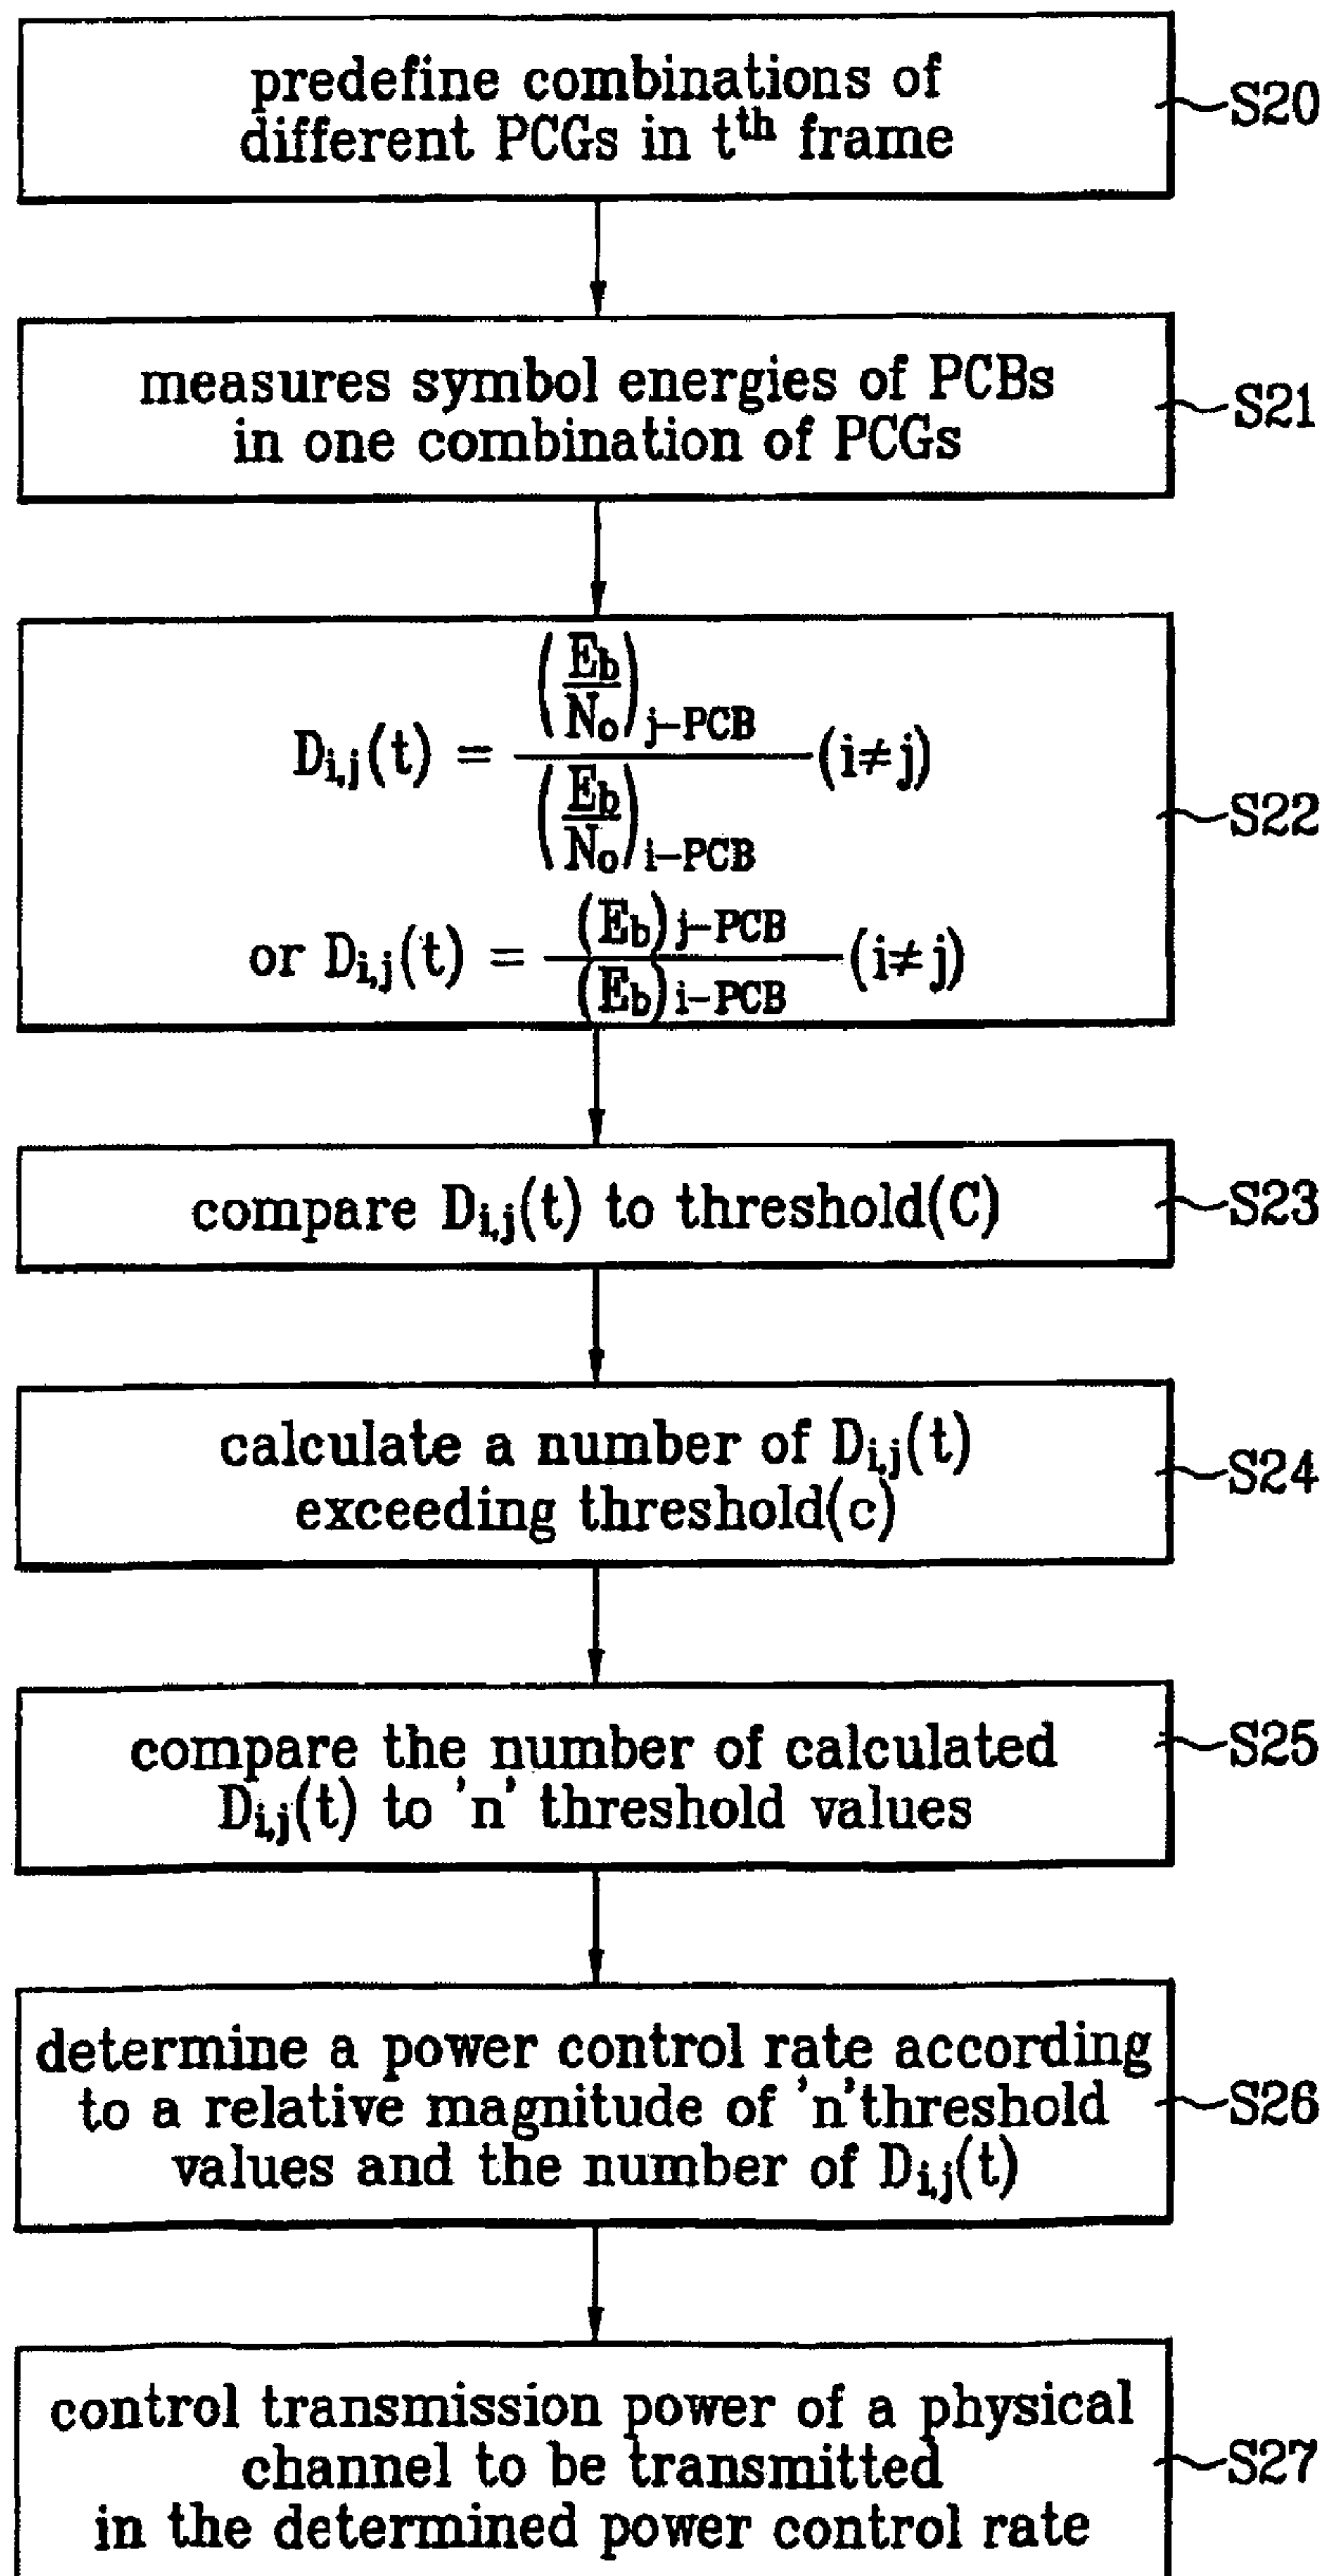 predefine combinations of
different PCGs in tth frame
S20
measures symbol energies of PCBs
in one combination of PCGs
S21
Di,j(t) = (Eb/No)j-PCB / (Eb/No)i-PCB (i≠j)
or Di,j(t) = (Eb)j-PCB / (Eb)i-PCB (i≠j)
S22
compare Di,j(t) to threshold(C)
S23
calculate a number of Di,j(t)
exceeding threshold(c)
S24
compare the number of calculated
Di,j(t) to 'n' threshold values
S25
determine a power control rate according
to a relative magnitude of 'n'threshold
values and the number of Di,j(t)
S26
control transmission power of a physical
channel to be transmitted
in the determined power control rate
S27